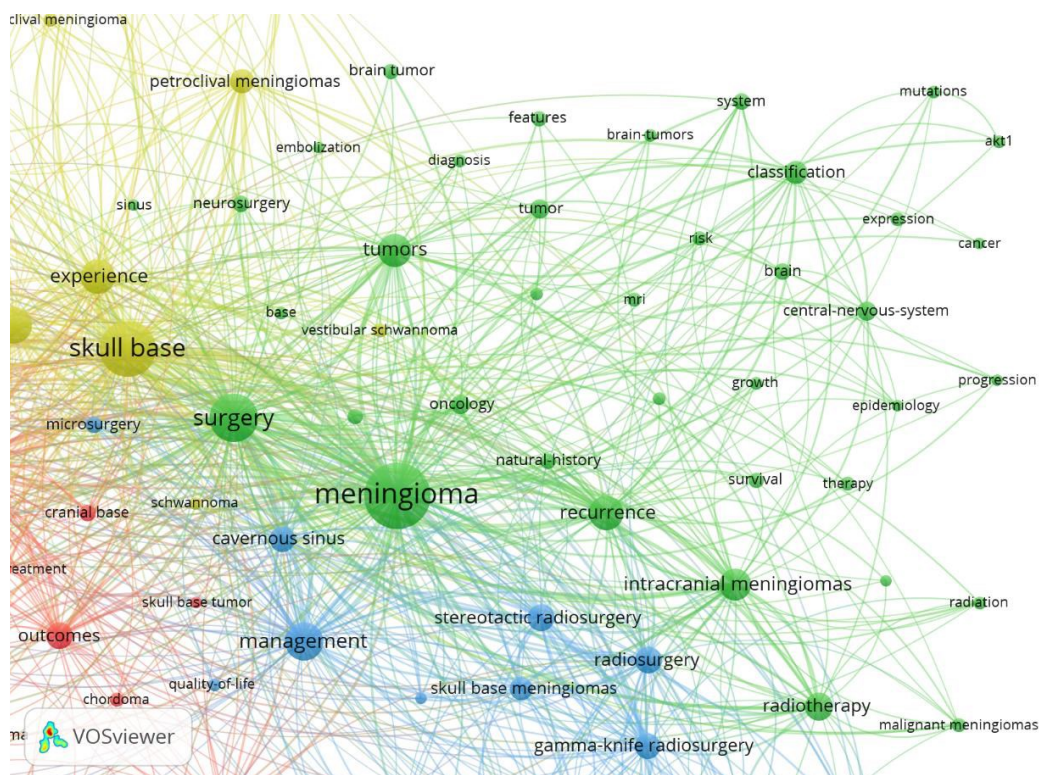 clival meningioma
petroclival meningiomas
brain tumor
system
mutations
features
brain-tumors
akt1
embolization
diagnosis
classification
sinus
neurosurgery
tumor
expression
risk
cancer
tumors
experience
brain
base
mri
central-nervous-system
vestibular schwannoma
skull base
growth
progression
surgery
oncology
epidemiology
microsurgery
natural-history
survival
therapy
meningioma
schwannoma
cranial base
recurrence
cavernous sinus
eatment
intracranial meningiomas
skull base tumor
radiation
stereotactic radiosurgery
outcomes
management
radiosurgery
quality-of-life
skull base meningiomas
chordoma
radiotherapy
malignant meningiomas
ma
VOSviewer
gamma-knife radiosurgery